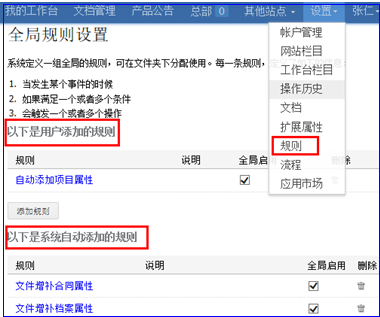 我的工作台 文档管理 产品公告 总部 0 其他站点 设置 张仁
全局规则设置
帐户管理
网站栏目
系统定义一组全局的规则，可在文件夹下分配使用。每一条规则，
工作台栏目
1. 当发生某个事件的时候
操作历史
2. 如果满足一个或者多个条件
文档
3. 会触发一个或者多个操作
扩展属性
以下是用户添加的规则
规则
规则 说明 全局启用 删除
流程
自动添加项目属性
应用市场
添加规则
以下是系统自动添加的规则
规则 说明 全局启用 删除
文件增补合同属性
文件增补档案属性